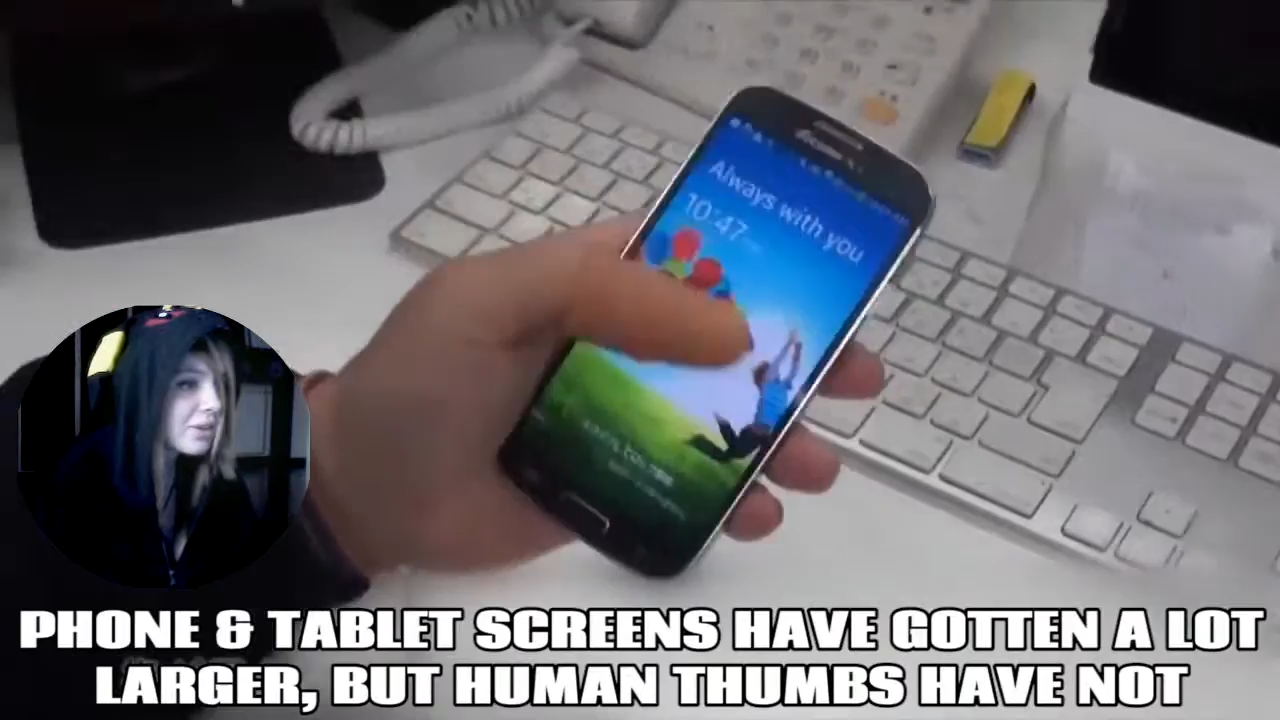 Always with you
10:47
PHONE & TABLET SCREENS HAVE GOTTEN A LOT
LARGER, BUT HUMAN THUMBS HAVE NOT